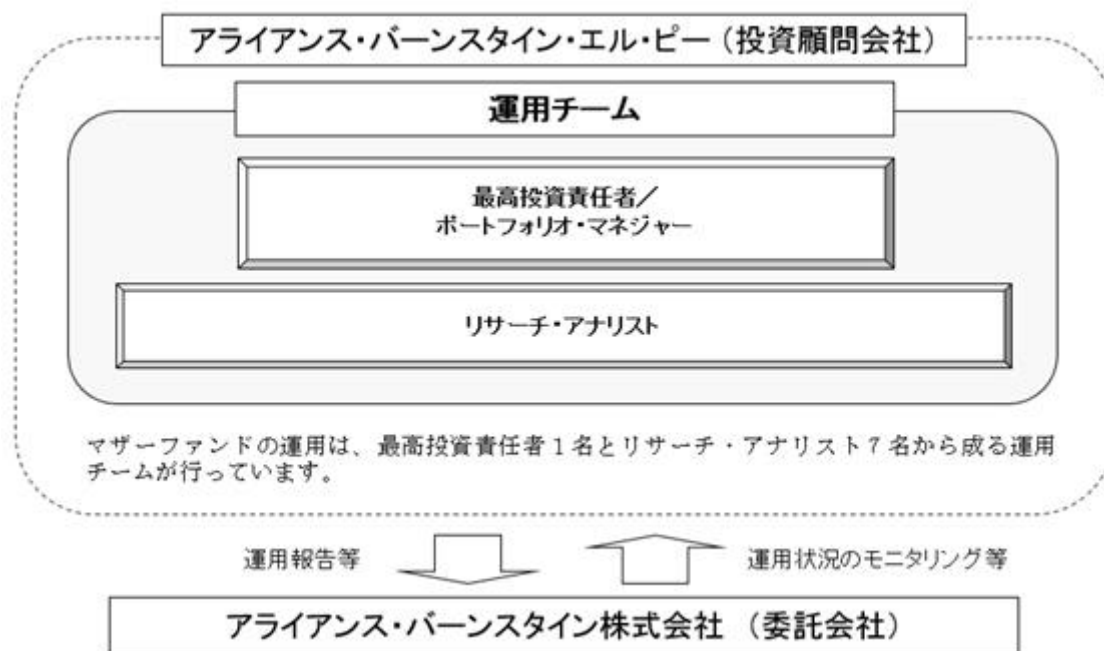 アライアンス・バーンスタイン・エル・ピー（投資顧問会社）
運用チーム
最高投資責任者／
ポートフォリオ・マネジャー
リサーチ・アナリスト
マザーファンドの運用は、最高投資責任者１名とリサーチ・アナリスト７名から成る運用
チームが行っています。
運用報告等
運用状況のモニタリング等
アライアンス・バーンスタイン株式会社 （委託会社）